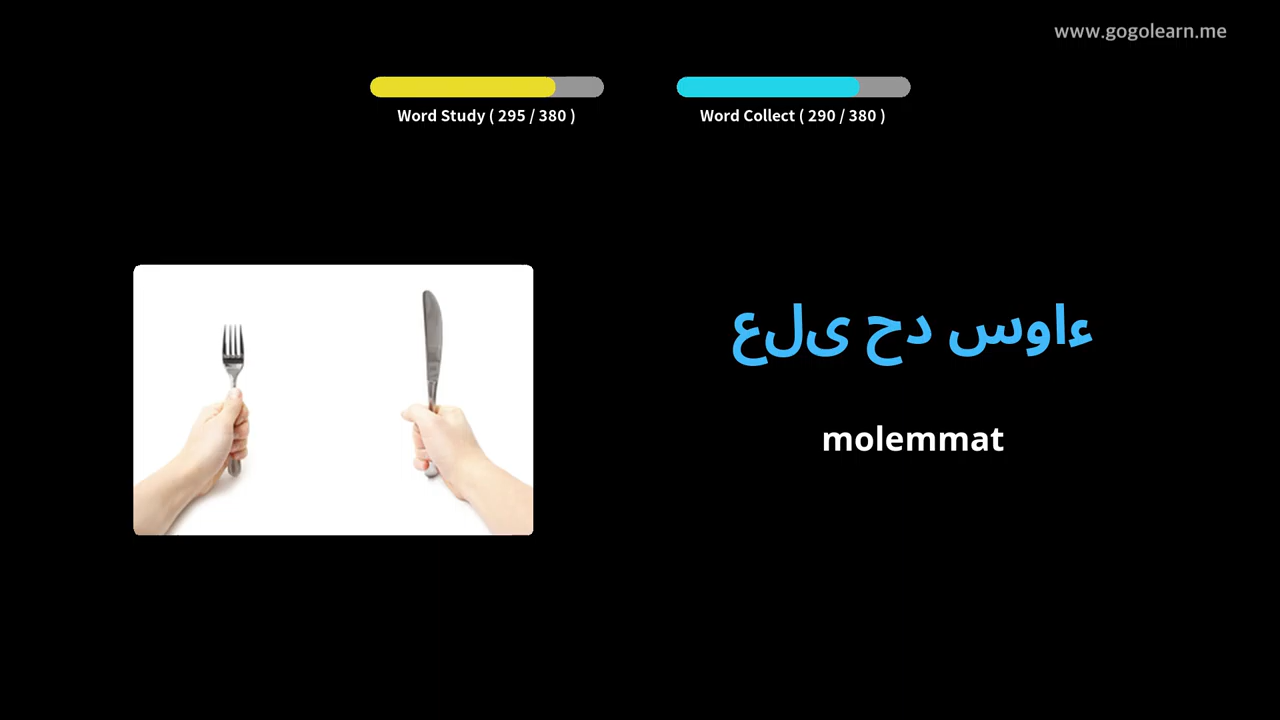 www.gogolearn.me
Word Study ( 295 / 380 )
Word Collect ( 290 / 380 )
على حد سواء
molemmat